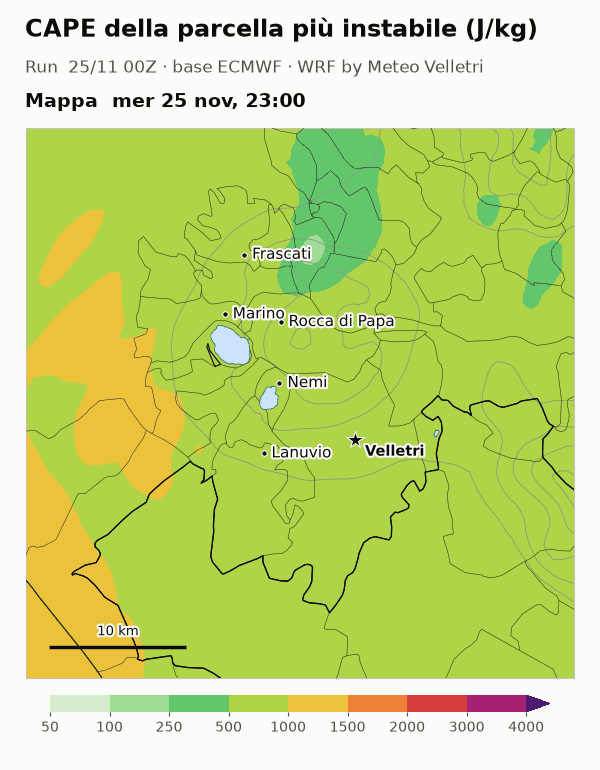 CAPE della parcella più instabile (J/kg)
Run  25/11 00Z · base ECMWF · WRF by Meteo Velletri
Mappa  mer 25 nov, 23:00
Frascati
Marino
Rocca di Papa
Nemi
Velletri
Lanuvio
10 km
50 100 250 500 1000 1500 2000 3000 4000